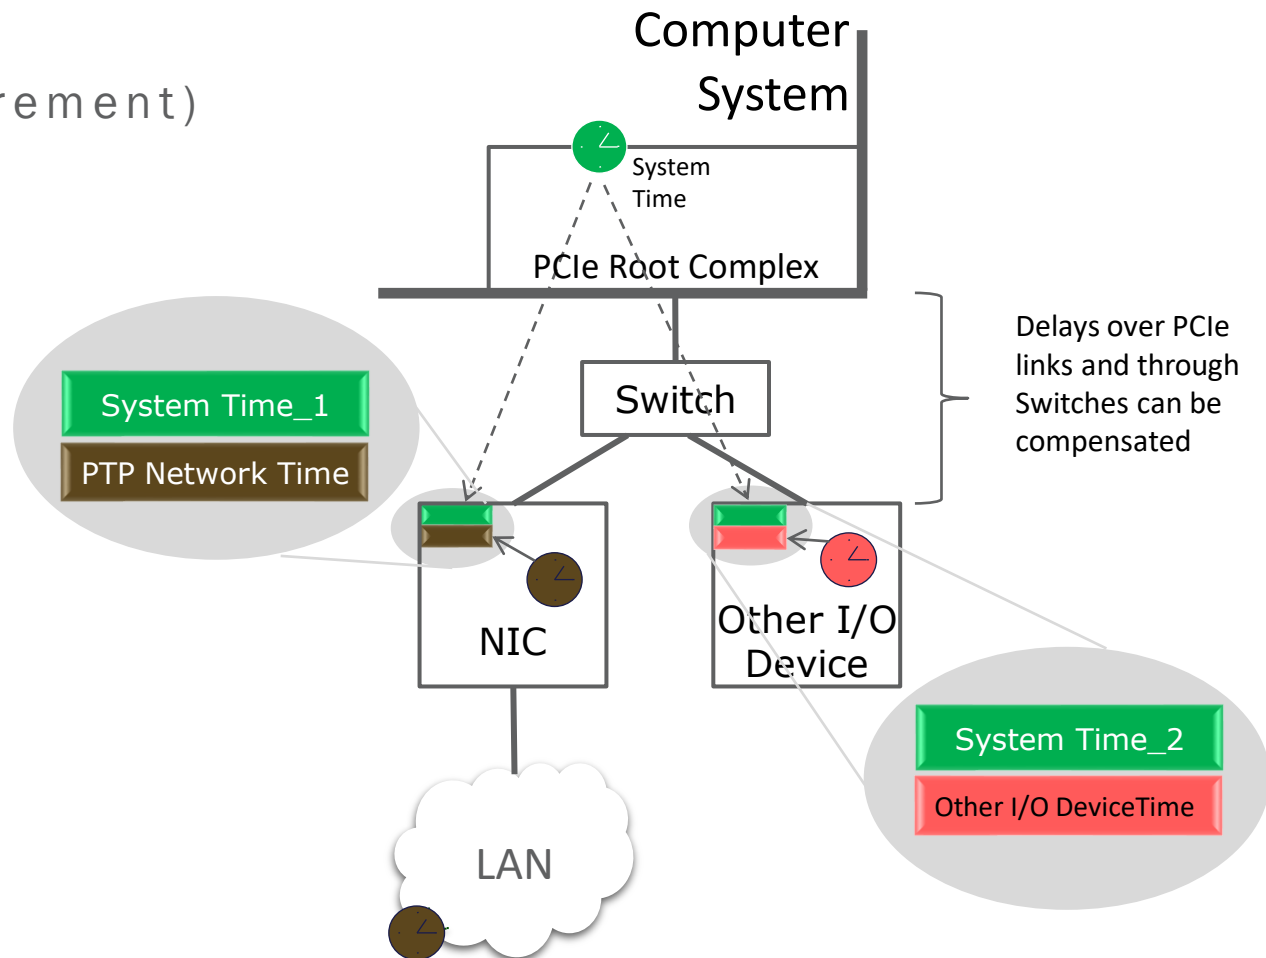 Computer
System
rement)
System
Time
PCIe Root Complex
Delays over PCIe
links and through
Switches can be
compensated
Switch
System Time_1
PTP Network Time
NIC
Other I/O
Device
System Time_2
Other I/O DeviceTime
LAN